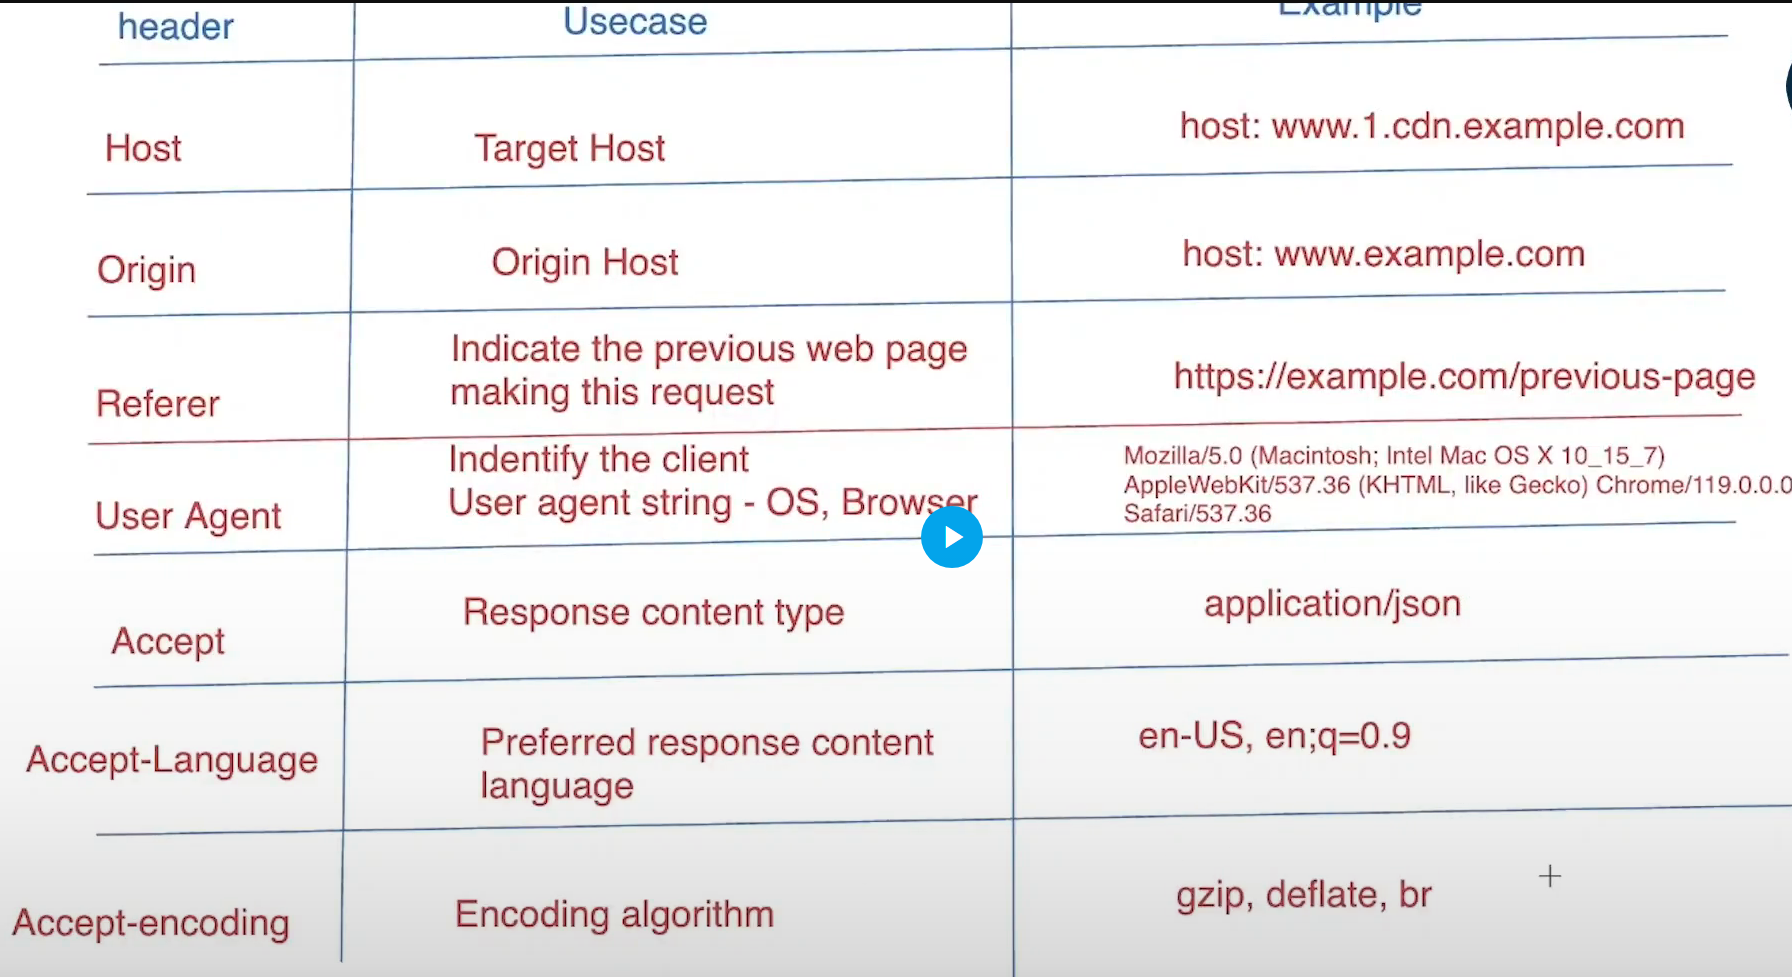 header
Usecase
Example
Host
Target Host
host: www.1.cdn.example.com
Origin
Origin Host
host: www.example.com
Referer
Indicate the previous web page
making this request
https://example.com/previous-page
User Agent
Indentify the client
User agent string - OS, Browser
Mozilla/5.0 (Macintosh; Intel Mac OS X 10_15_7)
AppleWebKit/537.36 (KHTML, like Gecko) Chrome/119.0.0.0
Safari/537.36
Accept
Response content type
application/json
Accept-Language
Preferred response content
language
en-US, en;q=0.9
Accept-encoding
Encoding algorithm
gzip, deflate, br